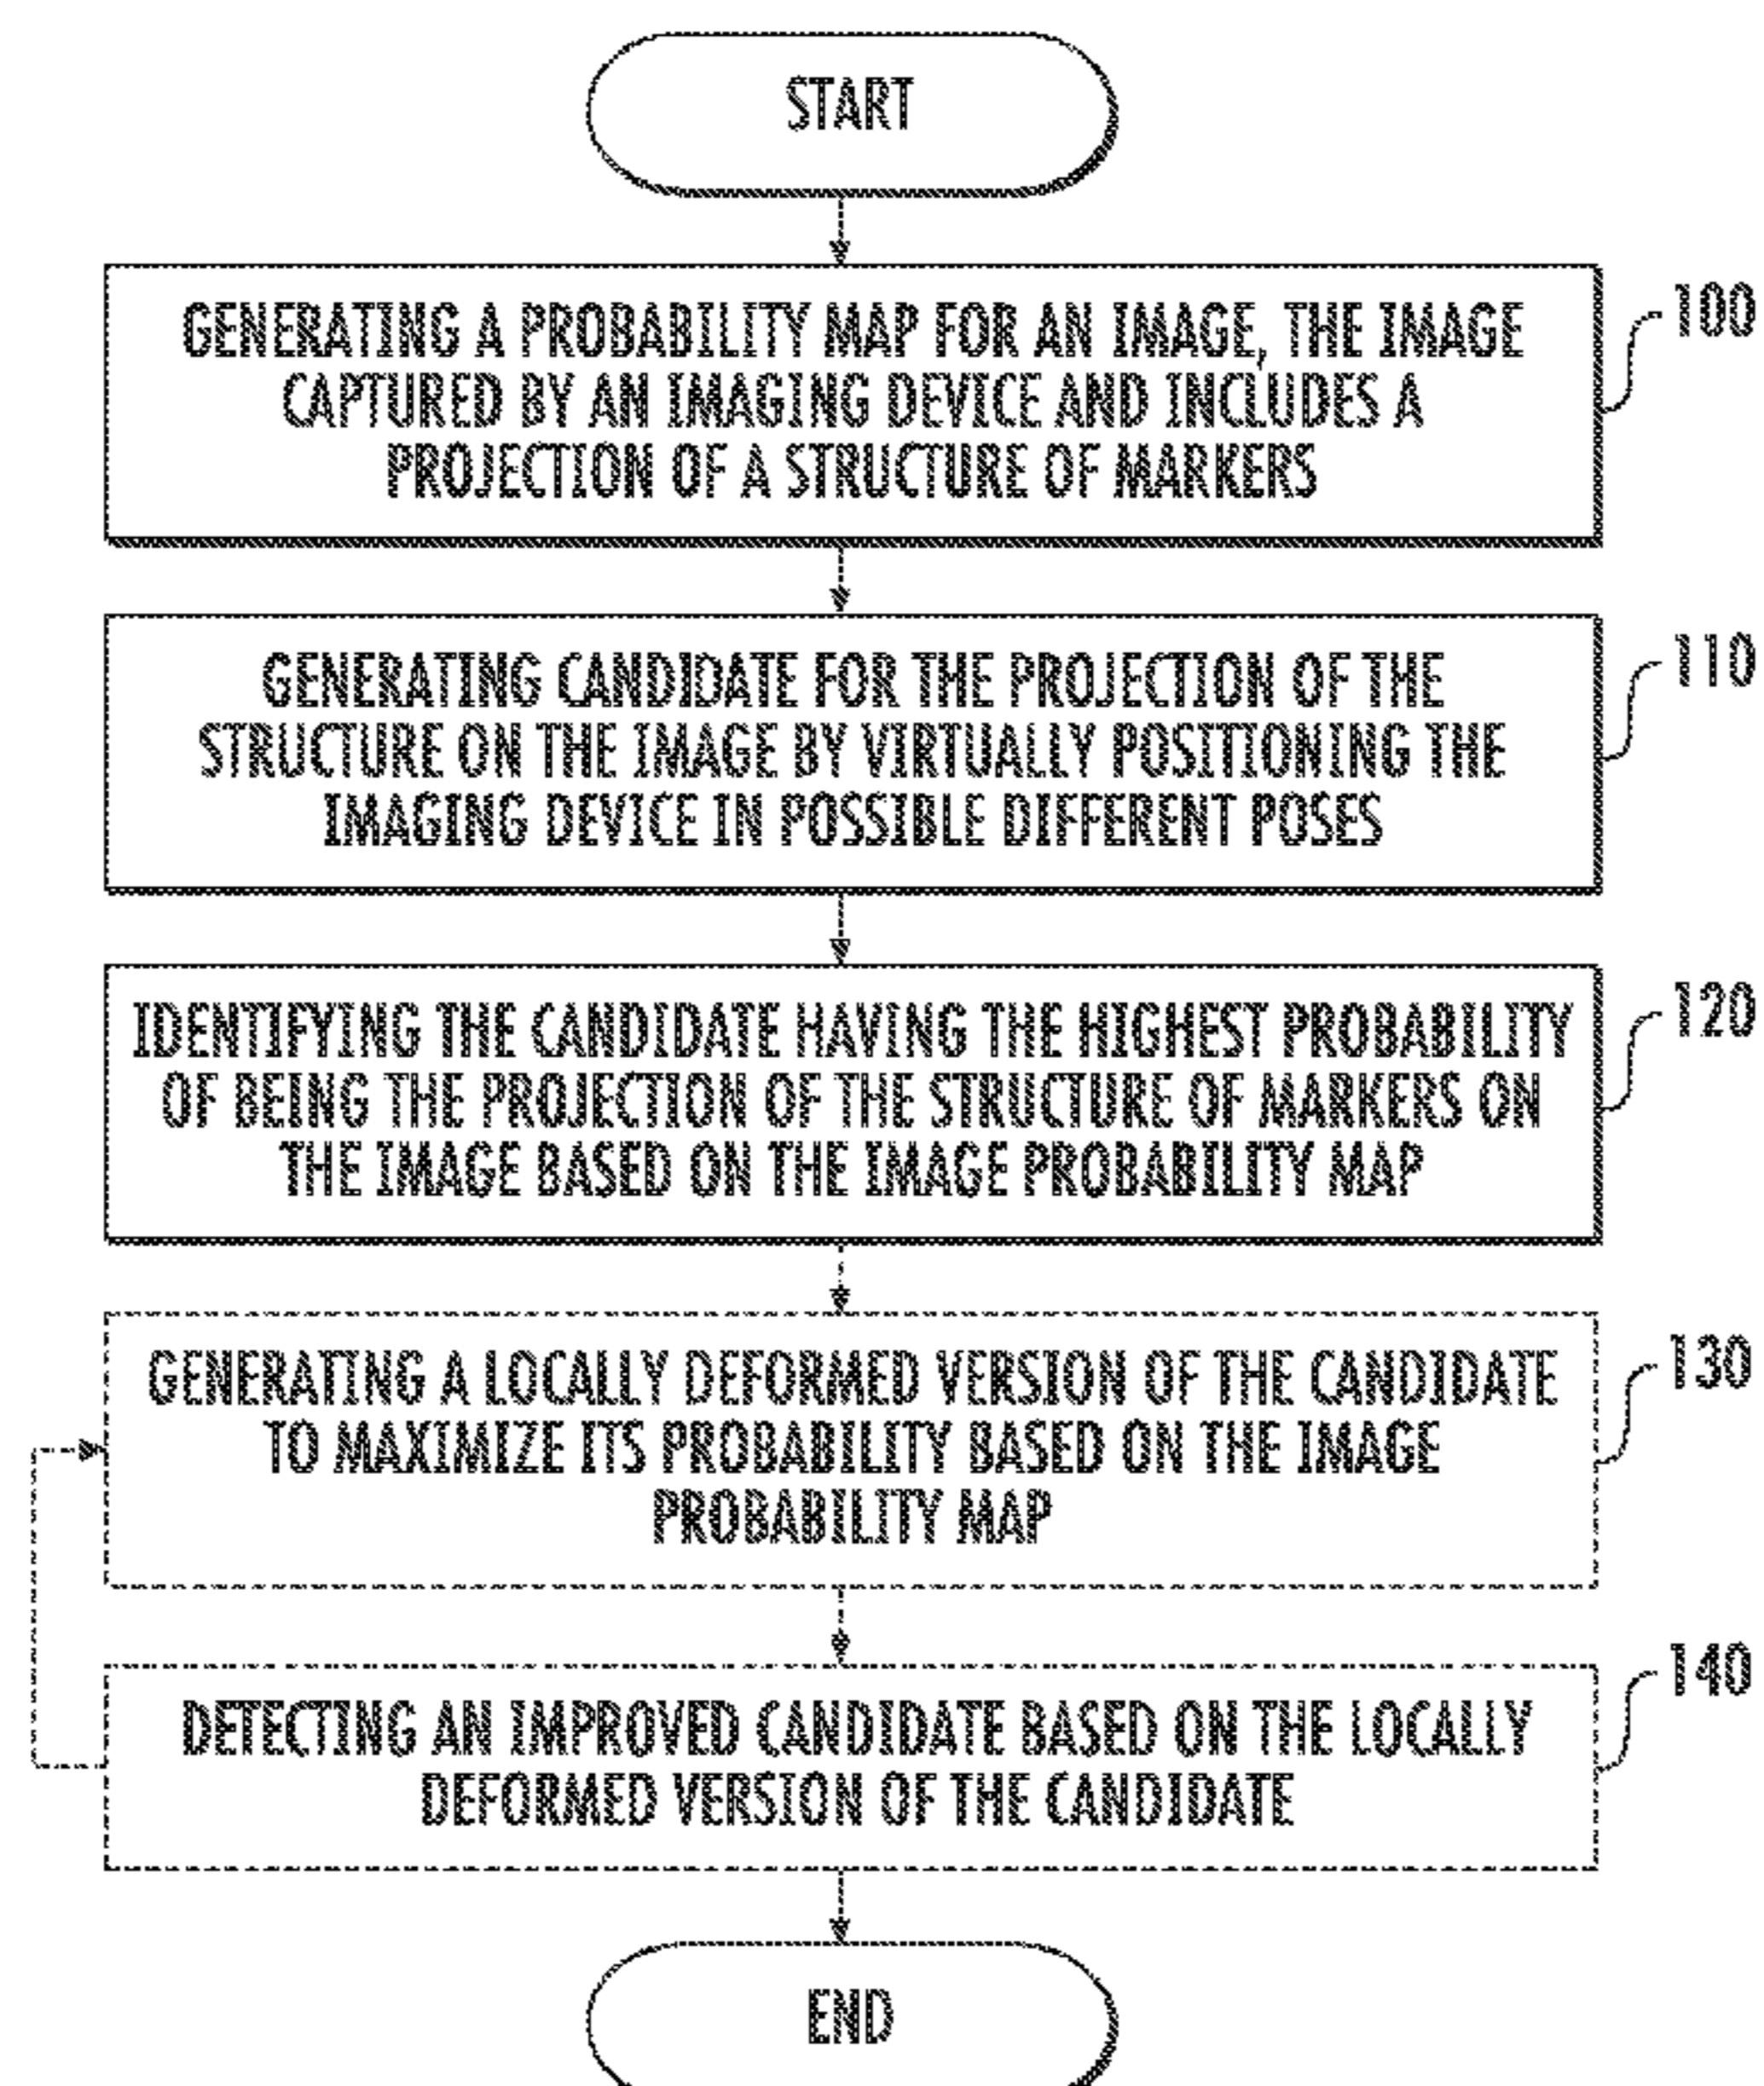 START
GENERATING A PROBABILITY MAP FOR AN IMAGE, THE IMAGE
CAPTURED BY AN IMAGING DEVICE AND INCLUDES A
PROJECTION OF A STRUCTURE OF MARKERS
100
GENERATING CANDIDATE FOR THE PROJECTION OF THE
STRUCTURE ON THE IMAGE BY VIRTUALLY POSITIONING THE
IMAGING DEVICE IN POSSIBLE DIFFERENT POSES
110
IDENTIFYING THE CANDIDATE HAVING THE HIGHEST PROBABILITY
OF BEING THE PROJECTION OF THE STRUCTURE OF MARKERS ON
THE IMAGE BASED ON THE IMAGE PROBABILITY MAP
120
GENERATING A LOCALLY DEFORMED VERSION OF THE CANDIDATE
TO MAXIMIZE ITS PROBABILITY BASED ON THE IMAGE
PROBABILITY MAP
130
DETECTING AN IMPROVED CANDIDATE BASED ON THE LOCALLY
DEFORMED VERSION OF THE CANDIDATE
140
END